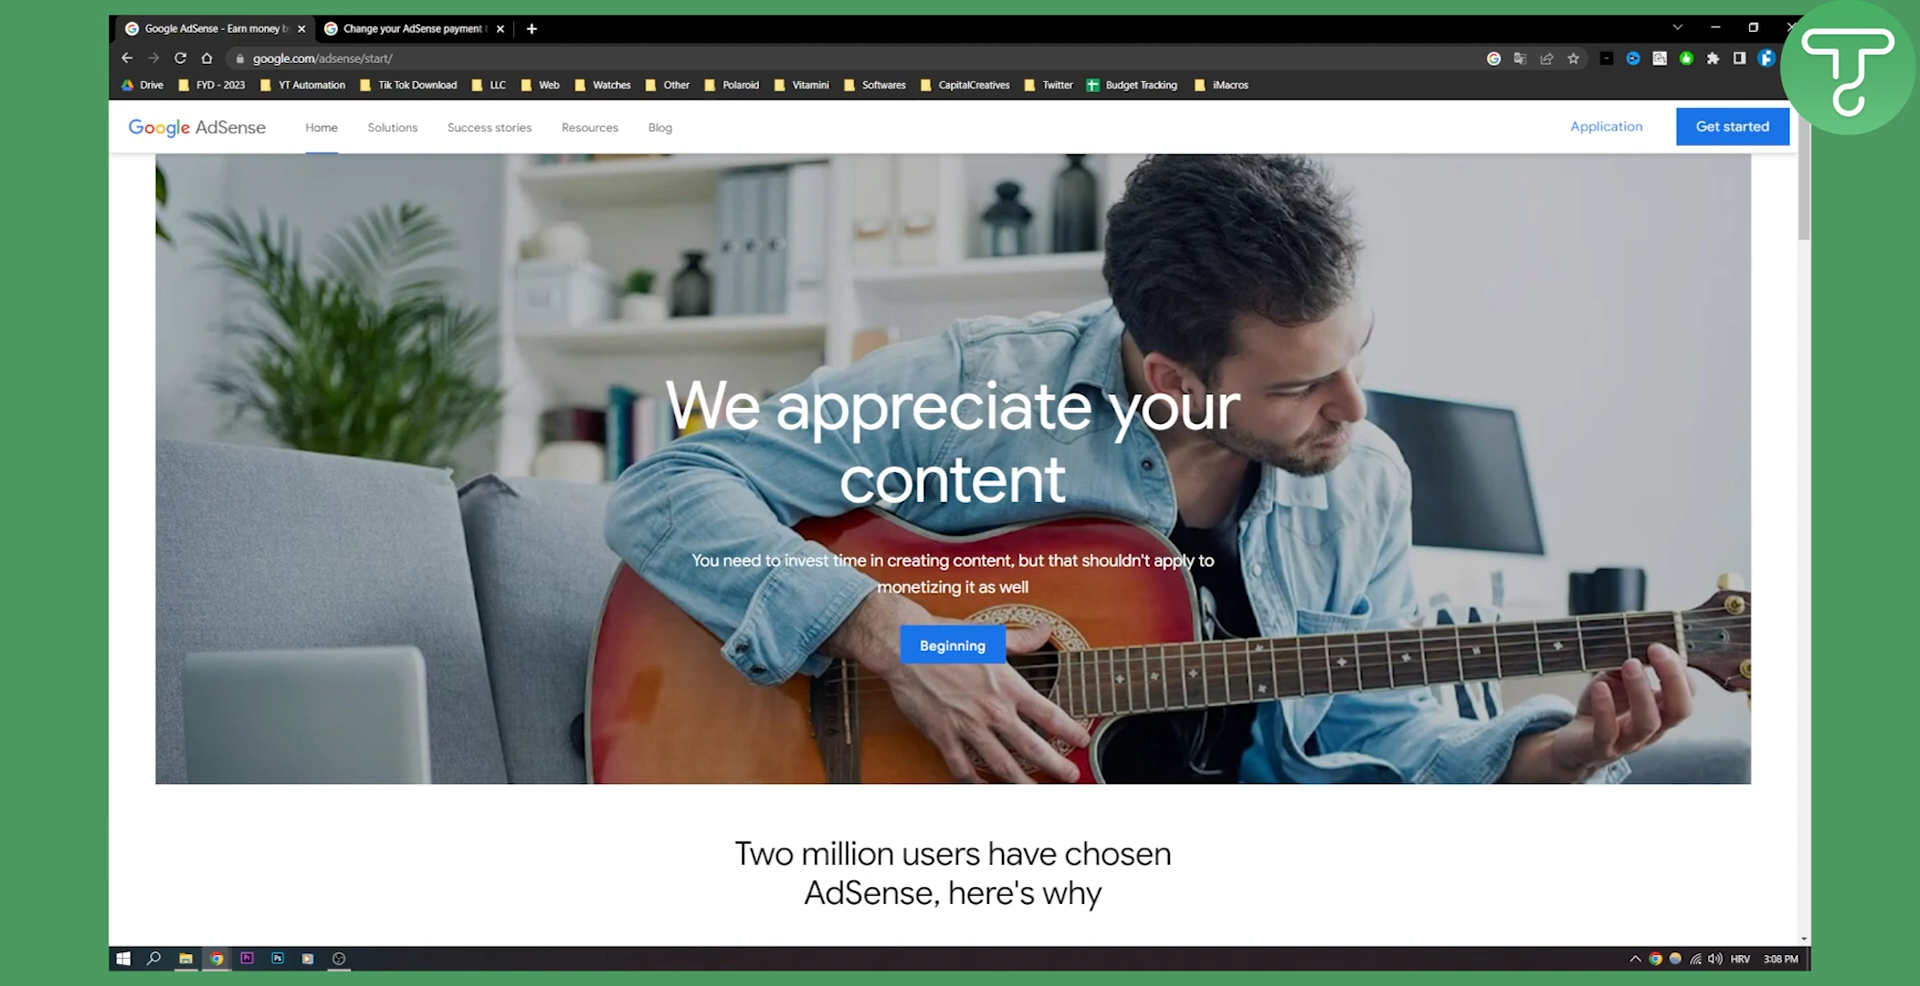 Google AdSense - Earn money b
Change your AdSense payment
google.com/adsense/start/
Drive
FYD - 2023
YT Automation
Tik Tok Download
LLC
Web
Watches
Other
Polaroid
Vitamini
Softwares
CapitalCreatives
Twitter
Budget Tracking
iMacros
Google AdSense
Home
Solutions
Success stories
Resources
Blog
Application
Get started
We appreciate your
content
You need to invest time in creating content, but that shouldn't apply to
monetizing it as well
Beginning
Two million users have chosen
AdSense, here's why
Pr
Ps
HRV
3:08 PM